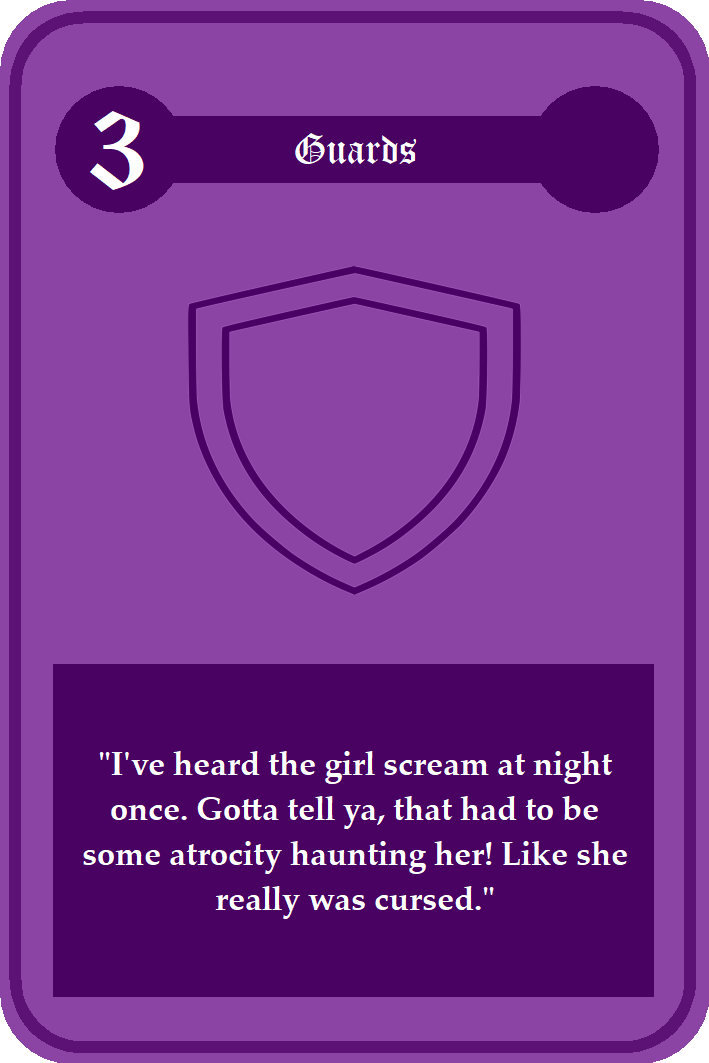 3
Guards
"I've heard the girl scream at night
once. Gotta tell ya, that had to be
some atrocity haunting her! Like she
really was cursed."